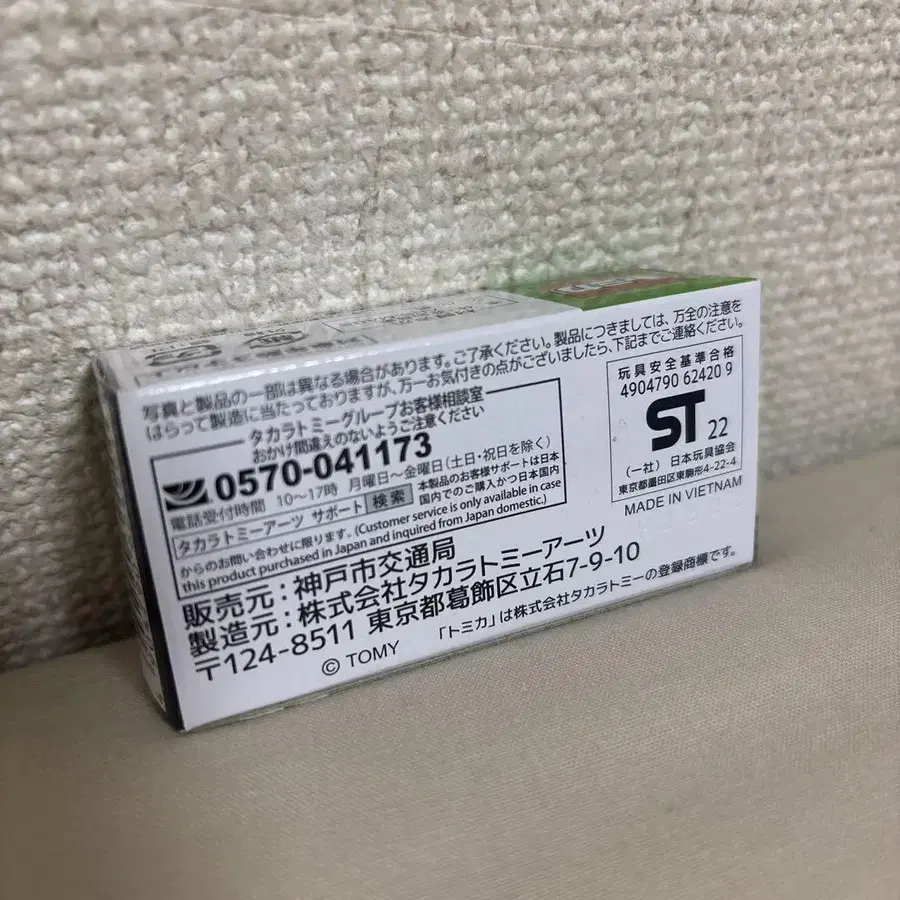 写真と製品の一部は異なる場合があります。ご了承ください。製品につきましては、万全の注意を
はらって製造に当たっておりますが、万一お気付きの点がございましたら、下記までご連絡ください。
タカラトミーグループお客様相談室
おかけ間違えのないようご注意ください
0570-041173
電話受付時間 10〜17時 月曜日〜金曜日(土日・祝日を除く)
タカラトミーアーツ サポート 検索
本製品のお客様サポートは日本
国内でのご購入かつ日本国内
からのお問い合わせに限ります。(Customer service is only available in case
this product purchased in Japan and inquired from Japan domestic.)
販売元:神戸市交通局
製造元:株式会社タカラトミーアーツ
〒124-8511 東京都葛飾区立石7-9-10
© TOMY 「トミカ」は株式会社タカラトミーの登録商標です。
玩具安全基準合格
4904790 62420 9
ST 22
(一社) 日本玩具協会
東京都墨田区東駒形4-22-4
MADE IN VIETNAM